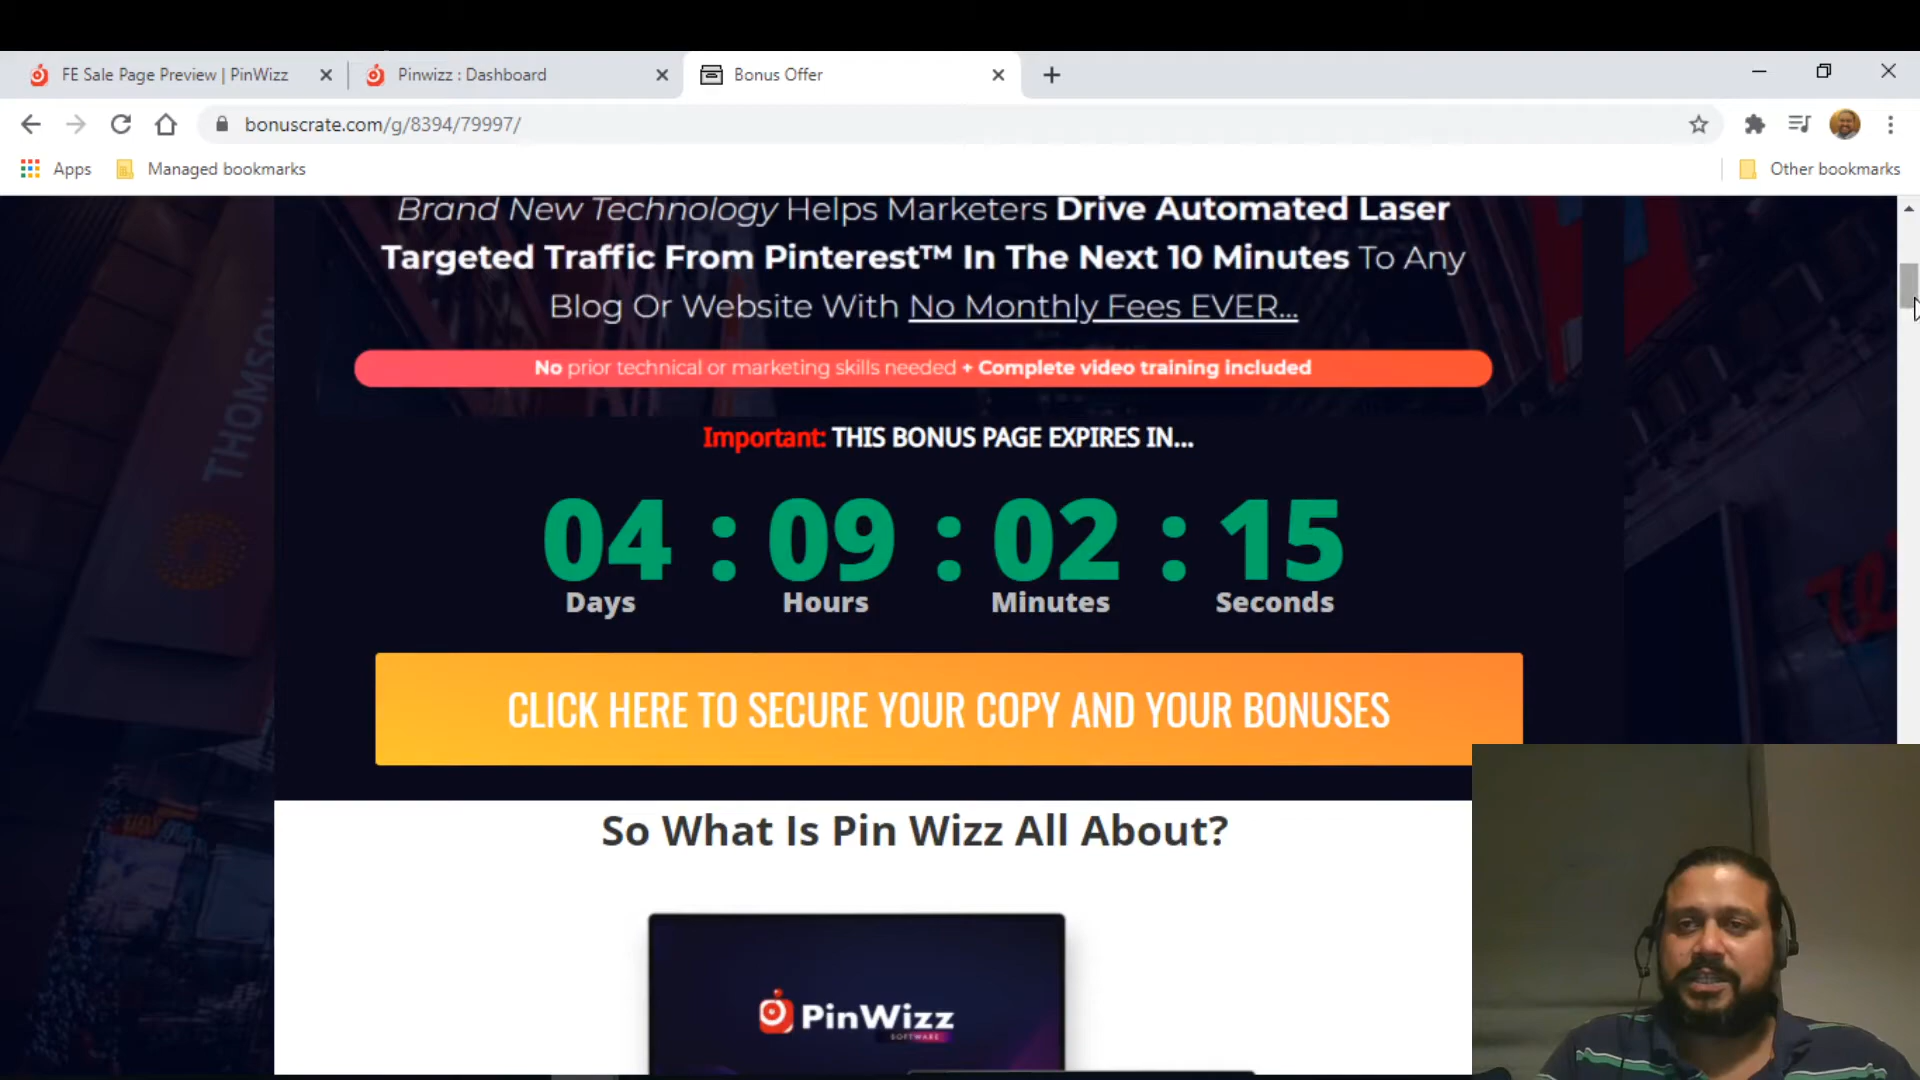 FE Sale Page Preview | PinWizz
Pinwizz : Dashboard
Bonus Offer
bonuscrate.com/g/8394/79997/
Apps
Managed bookmarks
Other bookmarks
Brand New Technology Helps Marketers Drive Automated Laser
Targeted Traffic From Pinterest™ In The Next 10 Minutes To Any
Blog Or Website With No Monthly Fees EVER...
No prior technical or marketing skills needed + Complete video training included
Important: THIS BONUS PAGE EXPIRES IN...
04 : 09 : 02 : 15
Days Hours Minutes Seconds
CLICK HERE TO SECURE YOUR COPY AND YOUR BONUSES
So What Is Pin Wizz All About?
PinWizz
SOFTWARE
THOMSON